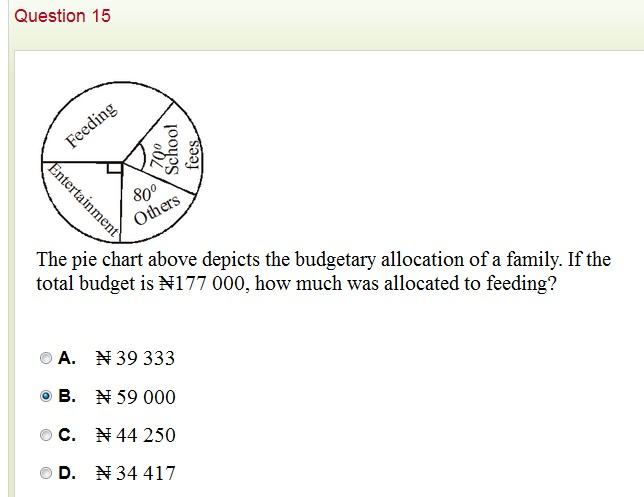 Question 15
Feeding
70⁰
School
fees
Entertainment
80⁰
Others
The pie chart above depicts the budgetary allocation of a family. If the
total budget is ₦177 000, how much was allocated to feeding?
A. ₦ 39 333
B. ₦ 59 000
C. ₦ 44 250
D. ₦ 34 417